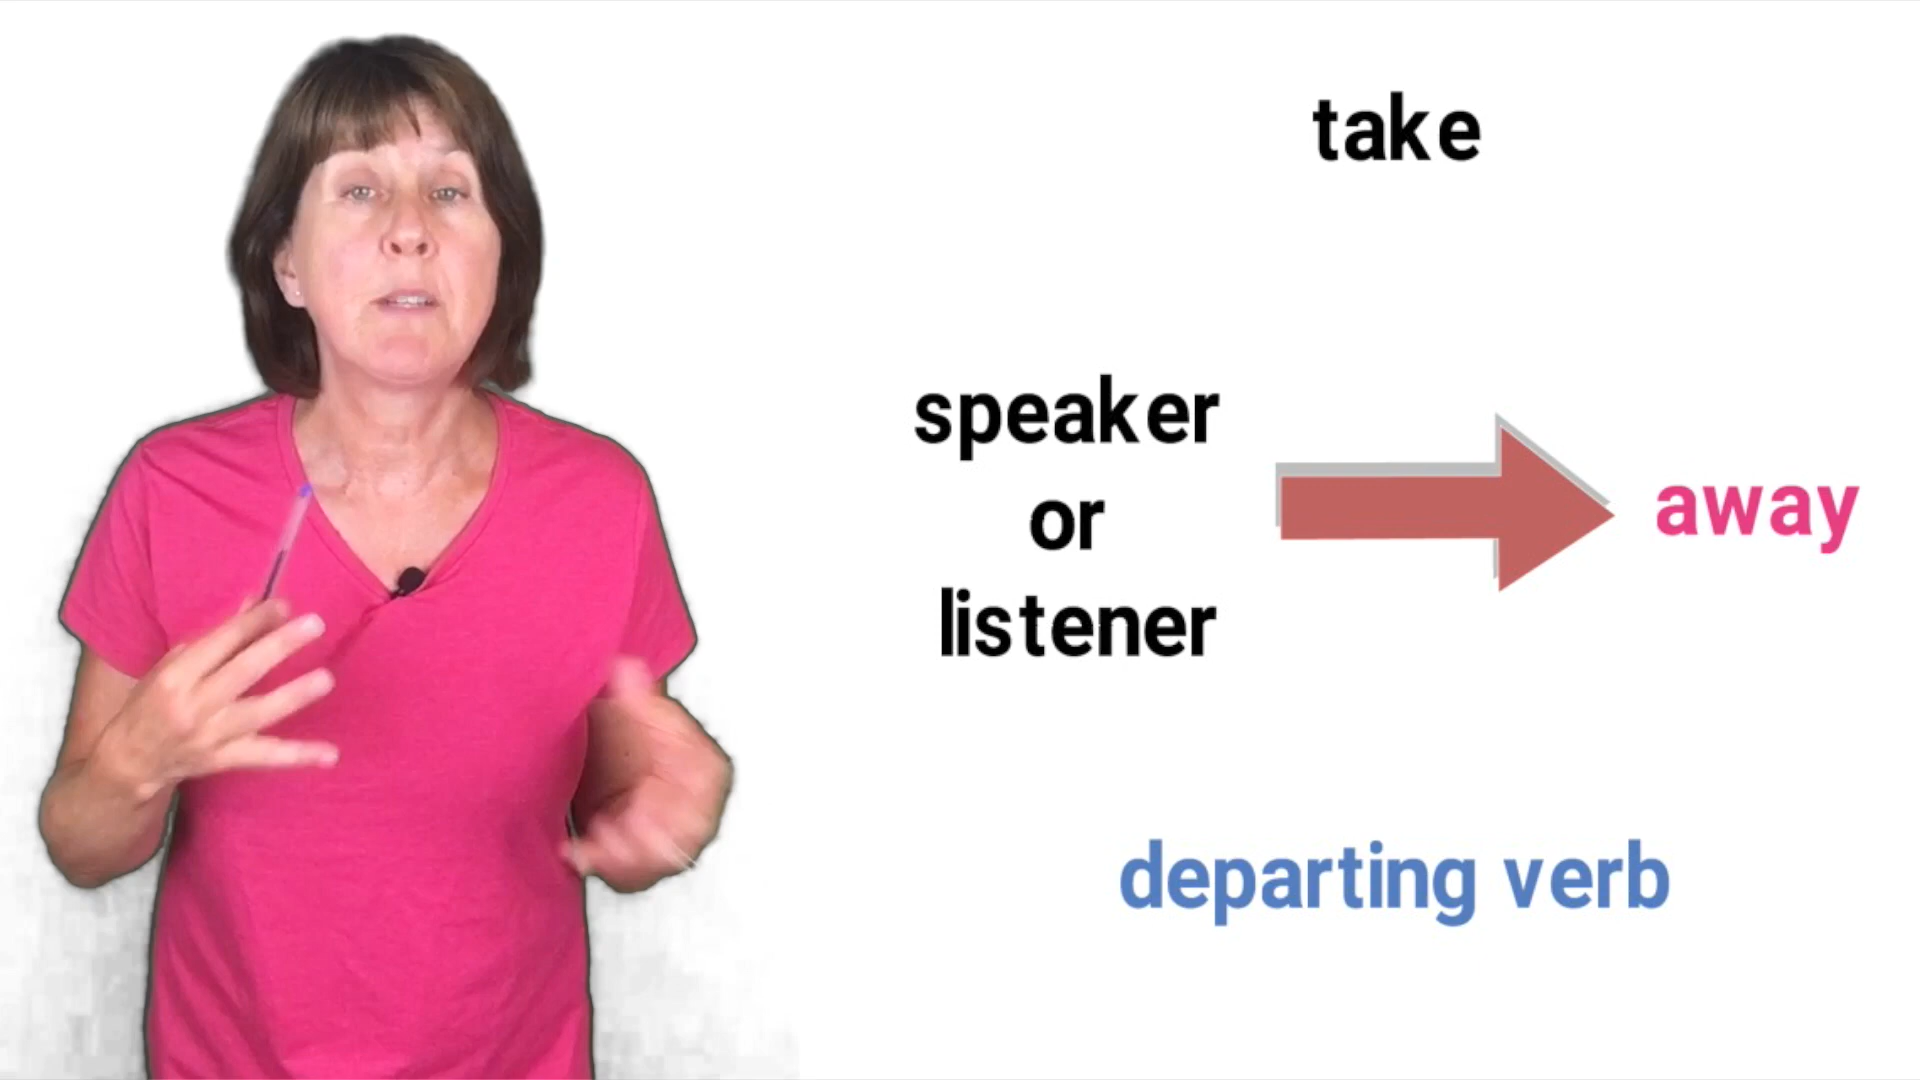 take
speaker
or
listener
away
departing verb